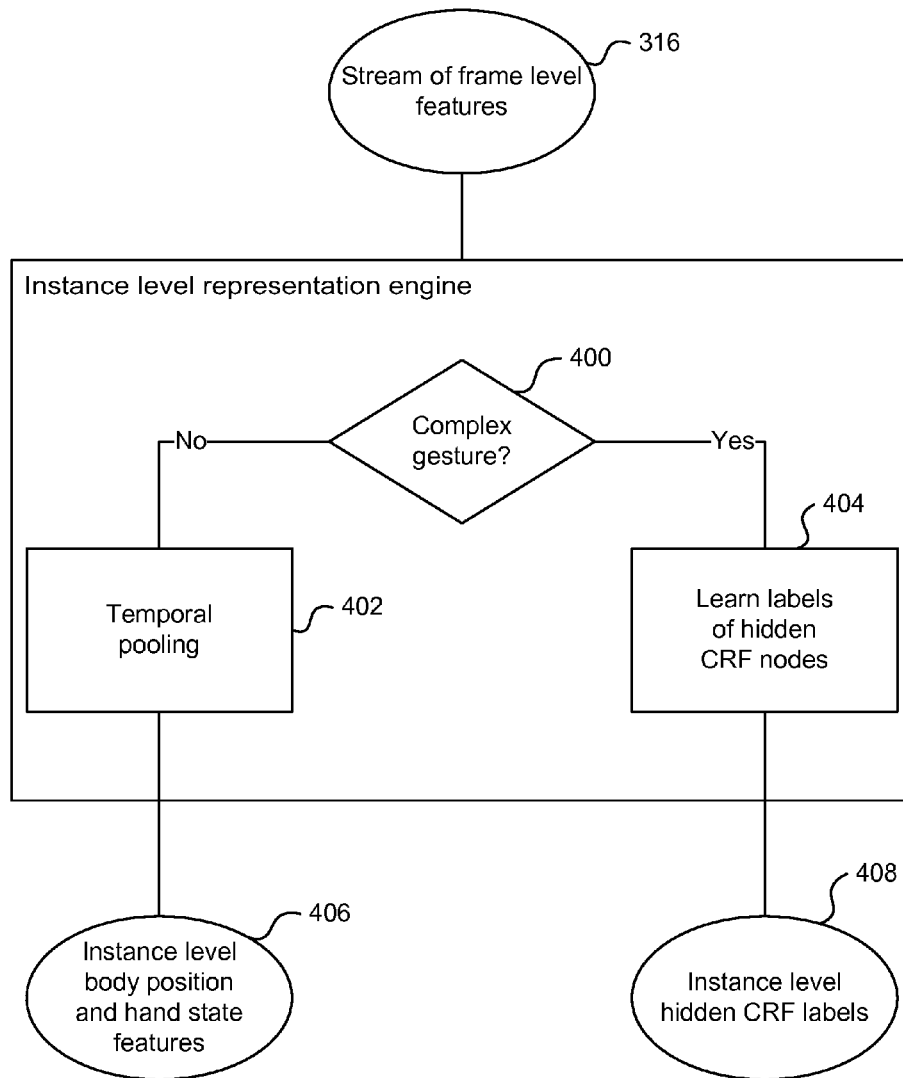 316
Stream of frame level
features
Instance level representation engine
400
Complex
gesture?
No
Yes
404
Temporal
pooling
402
Learn labels
of hidden
CRF nodes
406
Instance level
body position
and hand state
features
408
Instance level
hidden CRF labels